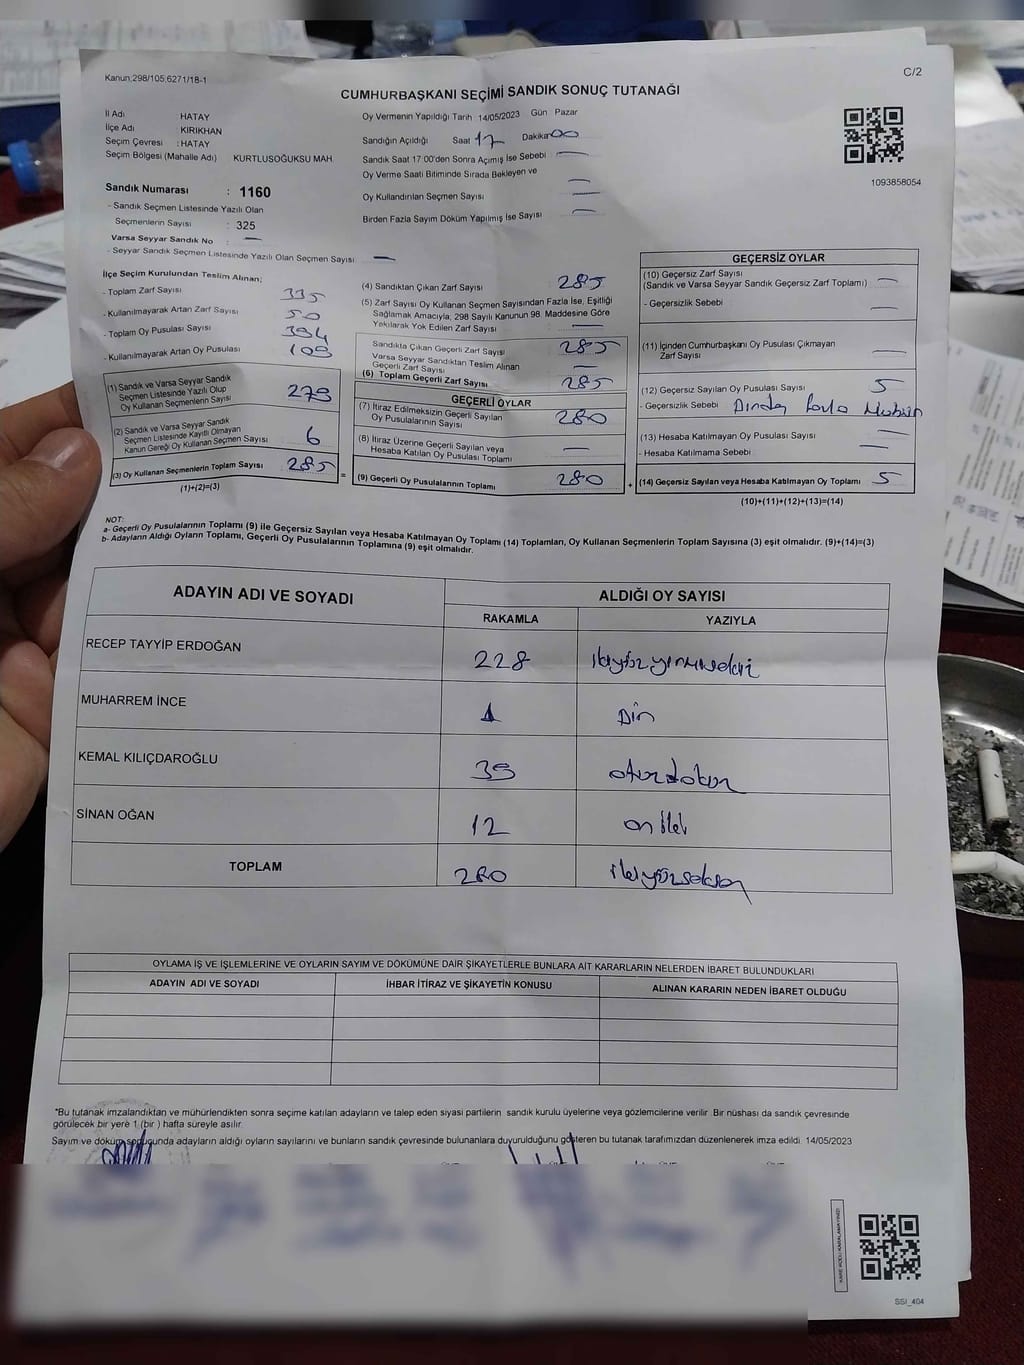 Kanun;298/105;6271/18-1
C/2
CUMHURBAŞKANI SEÇİMİ SANDIK SONUÇ TUTANAĞI
İl Adı HATAY
İlçe Adı KIRIKHAN
Seçim Çevresi : HATAY
Seçim Bölgesi (Mahalle Adı) KURTLUSOĞUKSU MAH.
Sandık Numarası : 1160
- Sandık Seçmen Listesinde Yazılı Olan
Seçmenlerin Sayısı : 325
Varsa Seyyar Sandık No : —
- Seyyar Sandık Seçmen Listesinde Yazılı Olan Seçmen Sayısı —
Oy Vermenin Yapıldığı Tarih 14/05/2023 Gün Pazar
Sandığın Açıldığı Saat 17 Dakika 00
Sandık Saat 17:00'den Sonra Açımış İse Sebebi —
Oy Verme Saati Bitiminde Sırada Bekleyen ve —
Oy Kullandırılan Seçmen Sayısı —
Birden Fazla Sayım Döküm Yapılmış İse Sayısı —
1093858054
İlçe Seçim Kurulundan Teslim Alınan;
- Toplam Zarf Sayısı 335
- Kullanılmayarak Artan Zarf Sayısı 50
- Toplam Oy Pusulası Sayısı 394
- Kullanılmayarak Artan Oy Pusulası 109
(1) Sandık ve Varsa Seyyar Sandık
Seçmen Listesinde Yazılı Olup
Oy Kullanan Seçmenlerin Sayısı 279
(2) Sandık ve Varsa Seyyar Sandık
Seçmen Listesinde Kayıtlı Olmayan
Kanun Gereği Oy Kullanan Seçmen Sayısı 6
(3) Oy Kullanan Seçmenlerin Toplam Sayısı 285 =
(1)+(2)=(3)
(4) Sandıktan Çıkan Zarf Sayısı 285
(5) Zarf Sayısı Oy Kullanan Seçmen Sayısından Fazla İse, Eşitliği
Sağlamak Amacıyla, 298 Sayılı Kanunun 98. Maddesine Göre
Yakılarak Yok Edilen Zarf Sayısı —
Sandıkta Çıkan Geçerli Zarf Sayısı 285
Varsa Seyyar Sandıktan Teslim Alınan
Geçerli Zarf Sayısı —
(6) Toplam Geçerli Zarf Sayısı 285
GEÇERLİ OYLAR
(7) İtiraz Edilmeksizin Geçerli Sayılan
Oy Pusulalarının Sayısı 280
(8) İtiraz Üzerine Geçerli Sayılan veya
Hesaba Katılan Oy Pusulası Toplamı —
(9) Geçerli Oy Pusulalarının Toplamı 280 +
GEÇERSİZ OYLAR
(10) Geçersiz Zarf Sayısı
(Sandık ve Varsa Seyyar Sandık Geçersiz Zarf Toplamı) —
- Geçersizlik Sebebi —
(11) İçinden Cumhurbaşkanı Oy Pusulası Çıkmayan
Zarf Sayısı —
(12) Geçersiz Sayılan Oy Pusulası Sayısı 5
- Geçersizlik Sebebi Birden Fazla Mühür
(13) Hesaba Katılmayan Oy Pusulası Sayısı —
- Hesaba Katılmama Sebebi —
(14) Geçersiz Sayılan veya Hesaba Katılmayan Oy Toplamı 5
(10)+(11)+(12)+(13)=(14)
NOT:
a- Geçerli Oy Pusulalarının Toplamı (9) ile Geçersiz Sayılan veya Hesaba Katılmayan Oy Toplamı (14) Toplamları, Oy Kullanan Seçmenlerin Toplam Sayısına (3) eşit olmalıdır. (9)+(14)=(3)
b- Adayların Aldığı Oyların Toplamı, Geçerli Oy Pusulalarının Toplamına (9) eşit olmalıdır.
ADAYIN ADI VE SOYADI ALDIĞI OY SAYISI
RAKAMLA YAZIYLA
RECEP TAYYİP ERDOĞAN 228 ikiyüzyirmisekiz
MUHARREM İNCE 1 Bir
KEMAL KILIÇDAROĞLU 39 otuzdokuz
SİNAN OĞAN 12 on iki
TOPLAM 280 ikiyüzseksen
OYLAMA İŞ VE İŞLEMLERİNE VE OYLARIN SAYIM VE DÖKÜMÜNE DAİR ŞİKAYETLERLE BUNLARA AİT KARARLARIN NELERDEN İBARET BULUNDUKLARI
ADAYIN ADI VE SOYADI İHBAR İTİRAZ VE ŞİKAYETİN KONUSU ALINAN KARARIN NEDEN İBARET OLDUĞU
*Bu tutanak imzalandıktan ve mühürlendikten sonra seçime katılan adayların ve talep eden siyasi partilerin sandık kurulu üyelerine veya gözlemcilerine verilir. Bir nüshası da sandık çevresinde
görülecek bir yere 1 (bir) hafta süreyle asılır.
Sayım ve döküm sonucunda adayların aldığı oyların sayılarını ve bunların sandık çevresinde bulunanlara duyurulduğunu gösteren bu tutanak tarafımızdan düzenlenerek imza edildi. 14/05/2023
SSİ_404